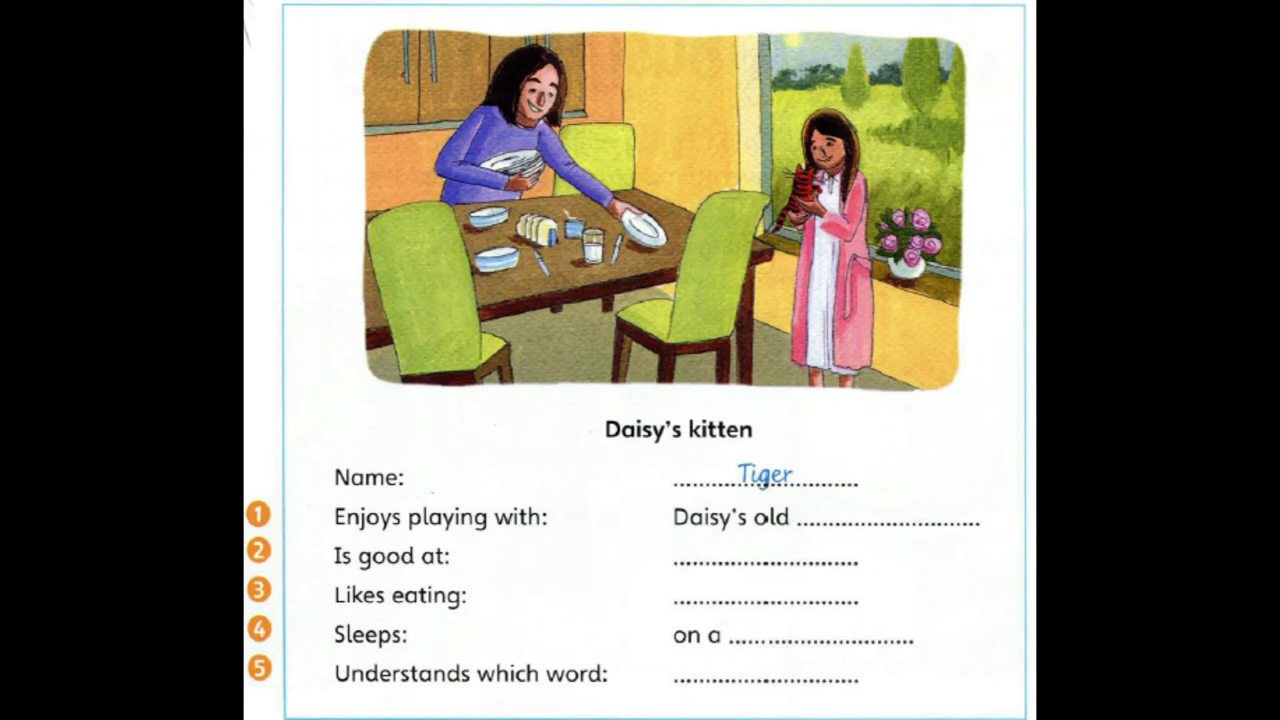 Daisy's kitten
Name: ........Tiger........
1 Enjoys playing with: Daisy's old ............................
2 Is good at: ............................
3 Likes eating: ............................
4 Sleeps: on a ............................
5 Understands which word: ............................